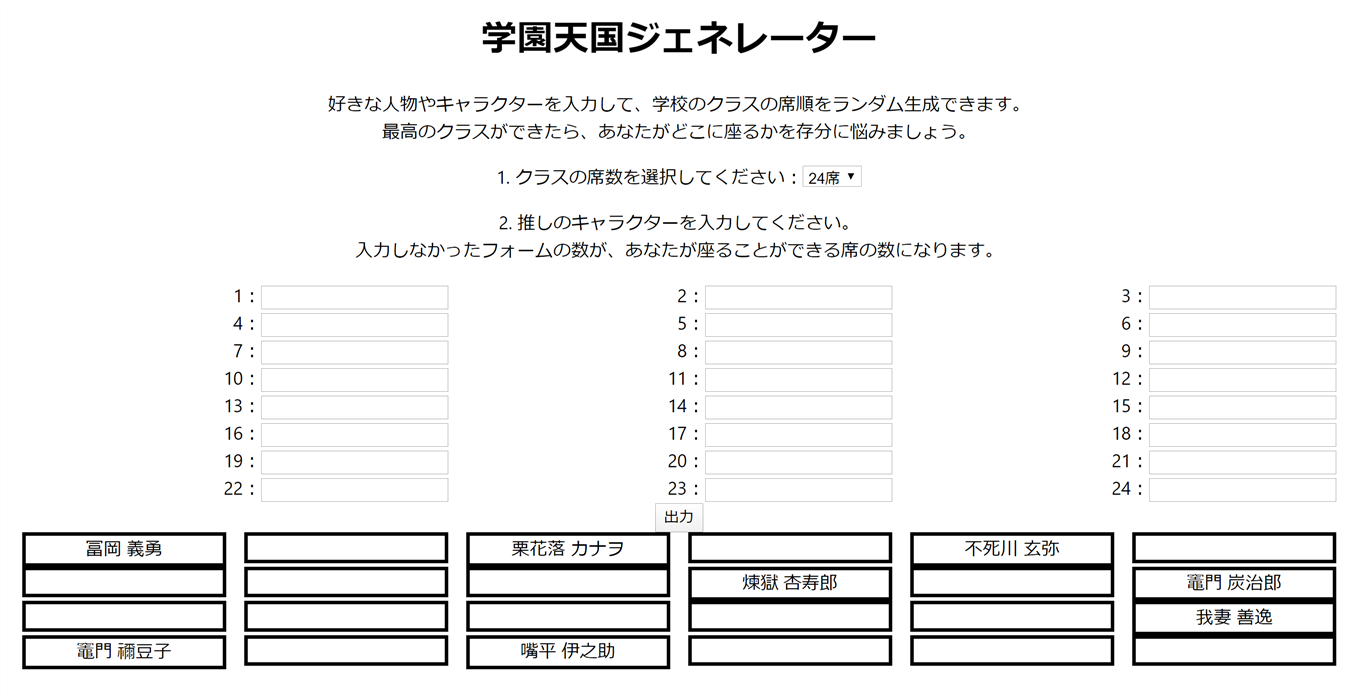 学園天国ジェネレーター
好きな人物やキャラクターを入力して、学校のクラスの席順をランダム生成できます。
最高のクラスができたら、あなたがどこに座るかを存分に悩みましょう。
1. クラスの席数を選択してください：24席 ▼
2. 推しのキャラクターを入力してください。
入力しなかったフォームの数が、あなたが座ることができる席の数になります。
1： 2： 3：
4： 5： 6：
7： 8： 9：
10： 11： 12：
13： 14： 15：
16： 17： 18：
19： 20： 21：
22： 23： 24：
出力
冨岡 義勇 栗花落 カナヲ 不死川 玄弥
煉獄 杏寿郎 竈門 炭治郎
我妻 善逸
竈門 禰豆子 嘴平 伊之助